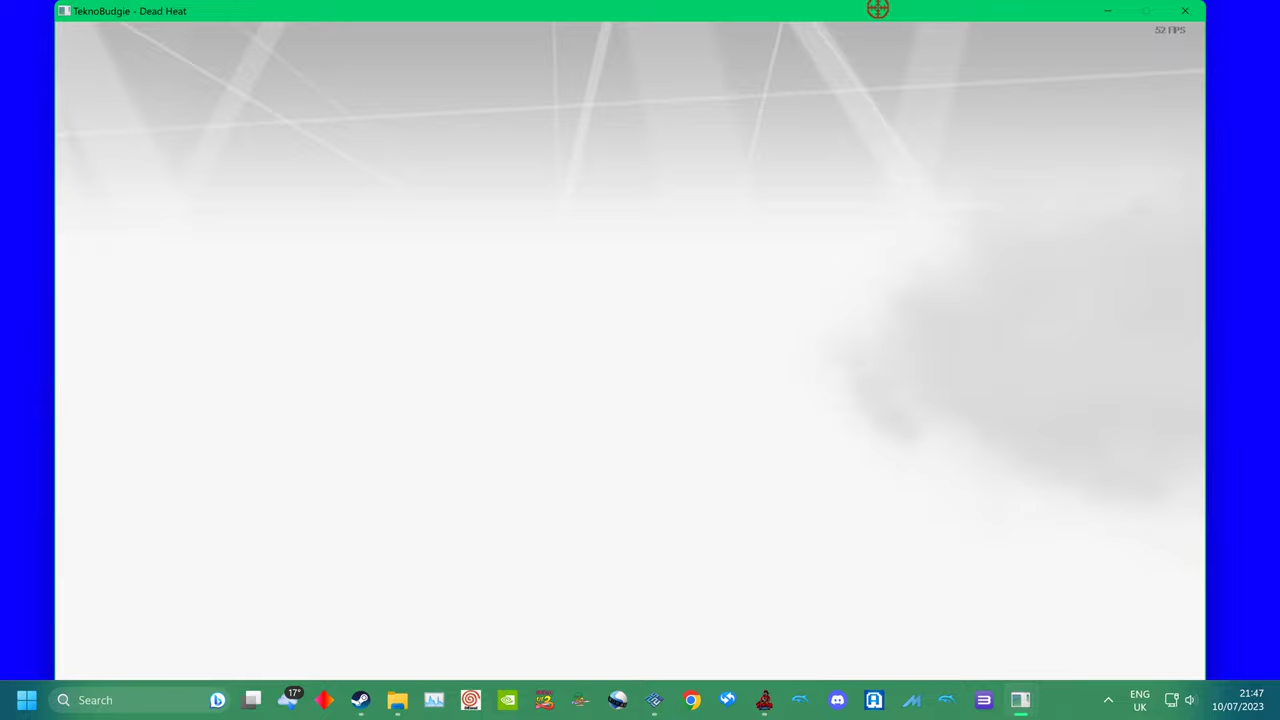 TeknoBudgie - Dead Heat
52 FPS
17°
Search
ENG
UK
21:47
10/07/2023